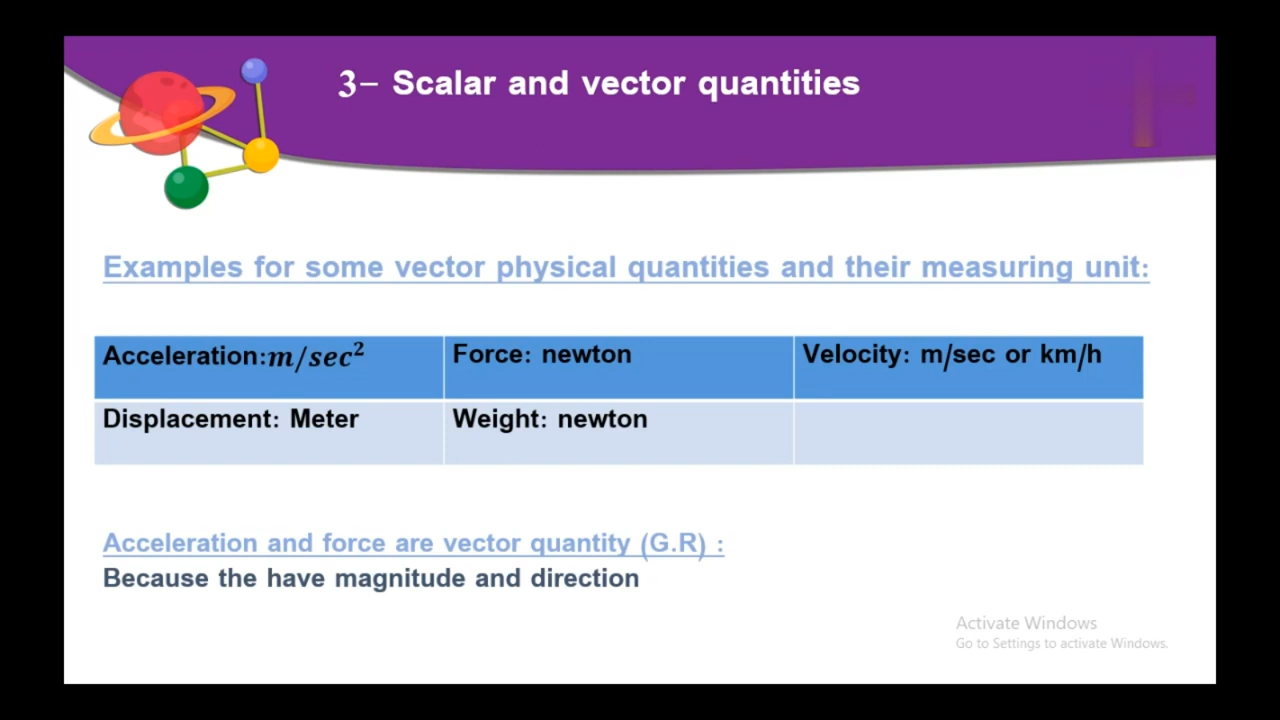 3- Scalar and vector quantities
Examples for some vector physical quantities and their measuring unit:
Acceleration:m/sec²
Force: newton
Velocity: m/sec or km/h
Displacement: Meter
Weight: newton
Acceleration and force are vector quantity (G.R) :
Because the have magnitude and direction
Activate Windows
Go to Settings to activate Windows.